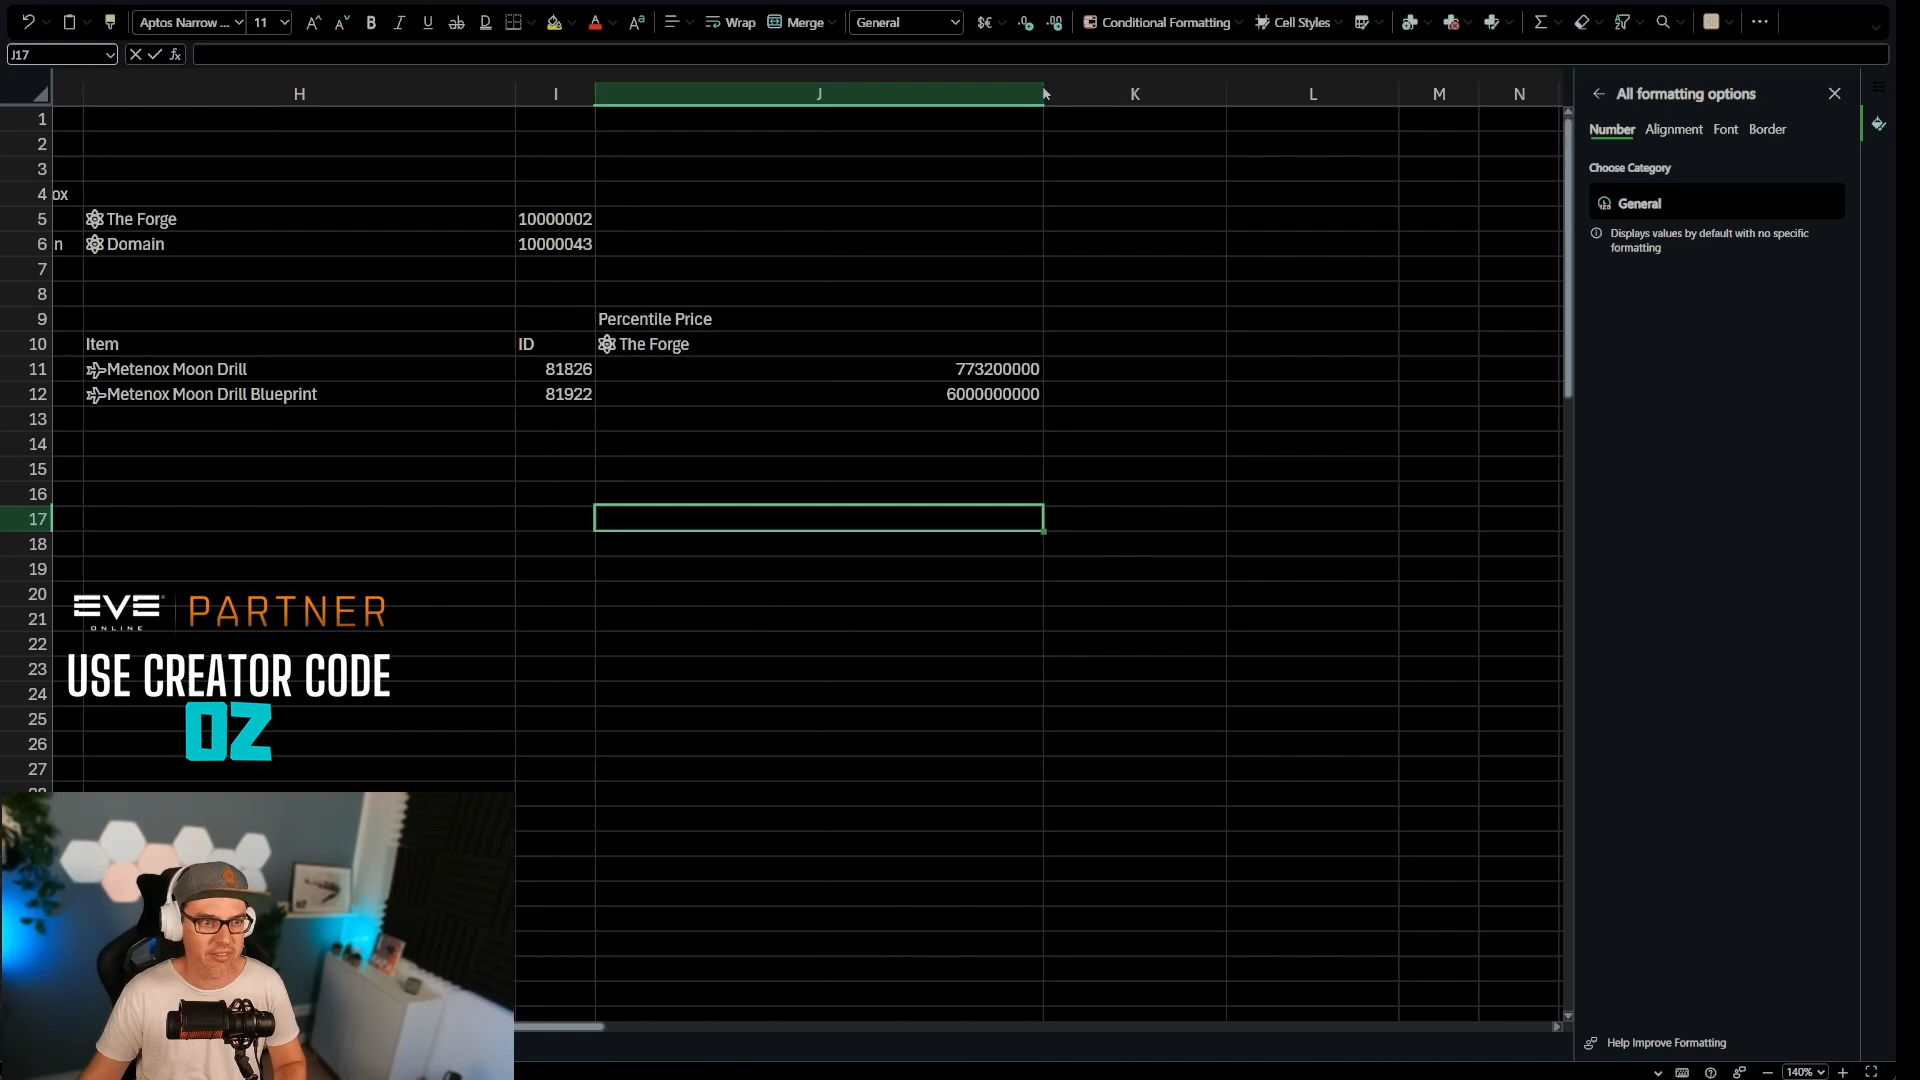 Aptos Narrow ... 11 B I U ab D A Wrap Merge General $€ Conditional Formatting Cell Styles
J17 fx
H I J K L M N
1
2
3
4 ox
5 The Forge 10000002
6 n Domain 10000043
7
8
9 Percentile Price
10 Item ID The Forge
11 Metenox Moon Drill 81826 773200000
12 Metenox Moon Drill Blueprint 81922 6000000000
13
14
15
16
17
18
19
20
21
22
23
24
25
26
27
EVE ONLINE PARTNER
USE CREATOR CODE
OZ
All formatting options
Number Alignment Font Border
Choose Category
General
Displays values by default with no specific
formatting
Help Improve Formatting
140%